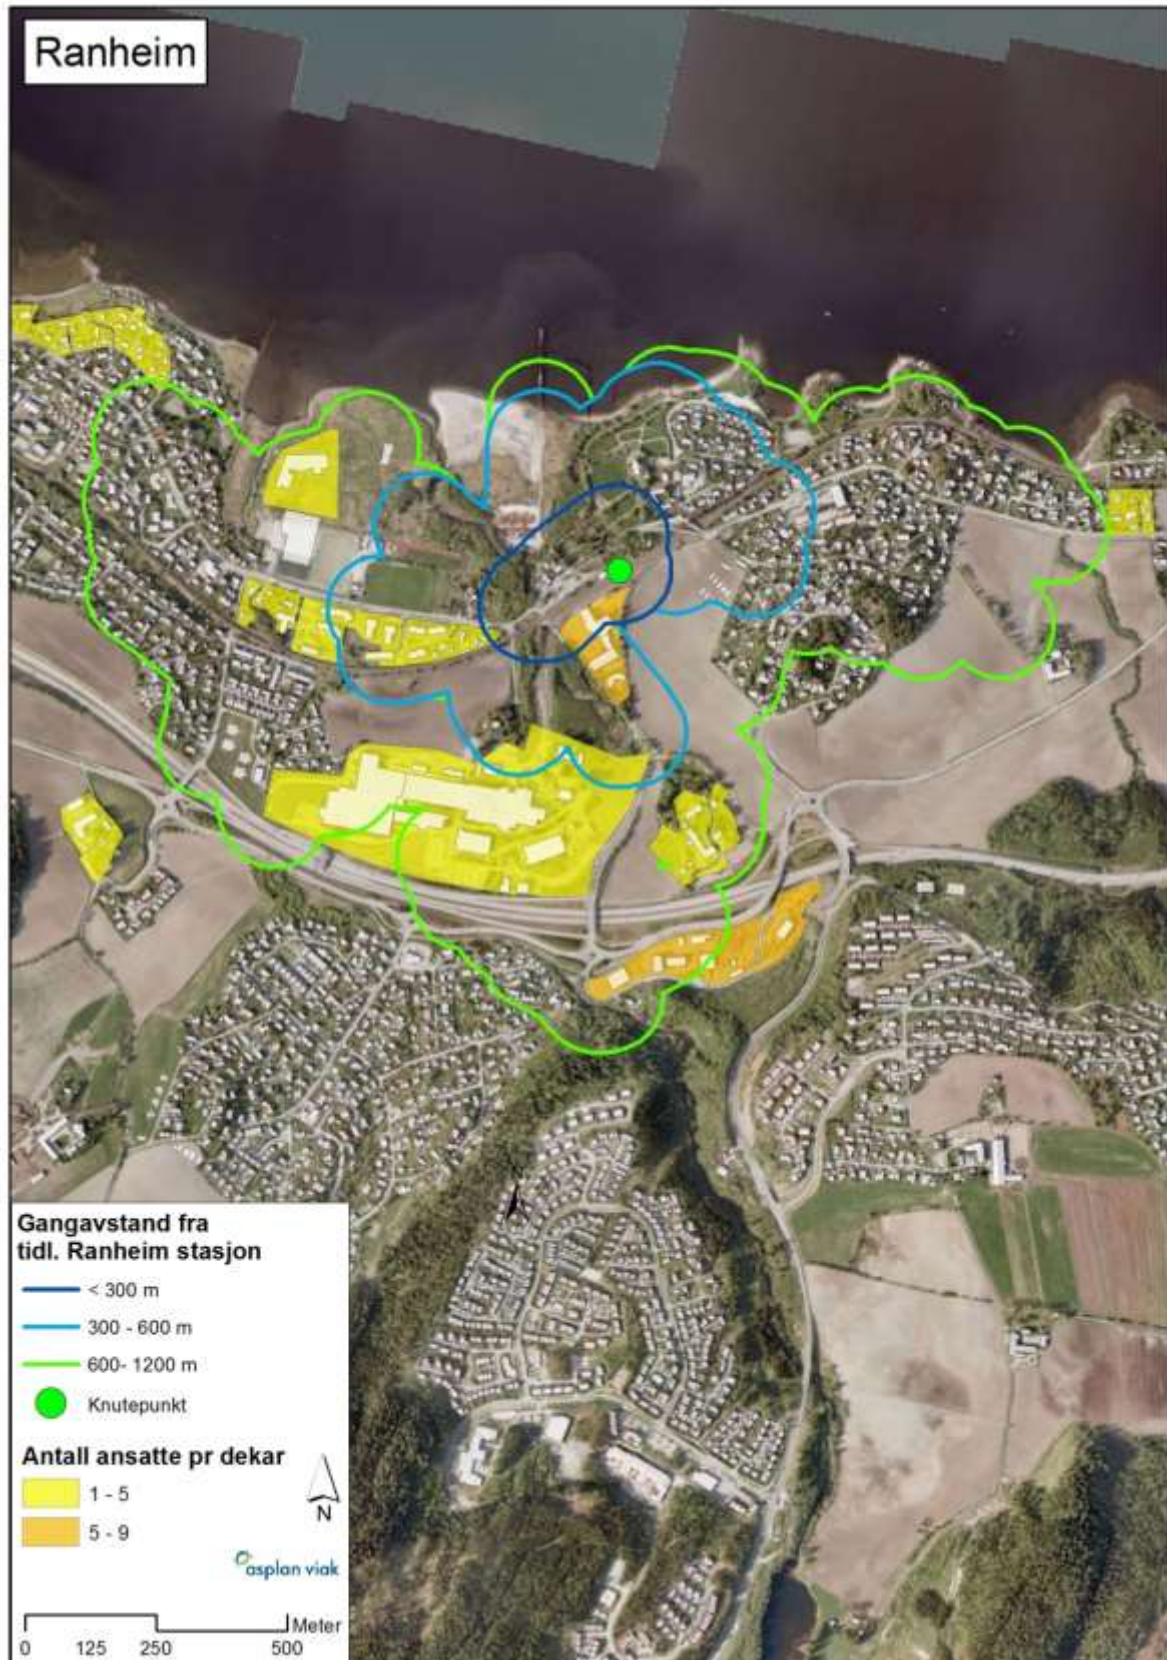 Ranheim
Gangavstand fra
tidl. Ranheim stasjon
< 300 m
300 - 600 m
600- 1200 m
Knutepunkt
Antall ansatte pr dekar
1 - 5
5 - 9
N
asplan viak
Meter
0 125 250 500